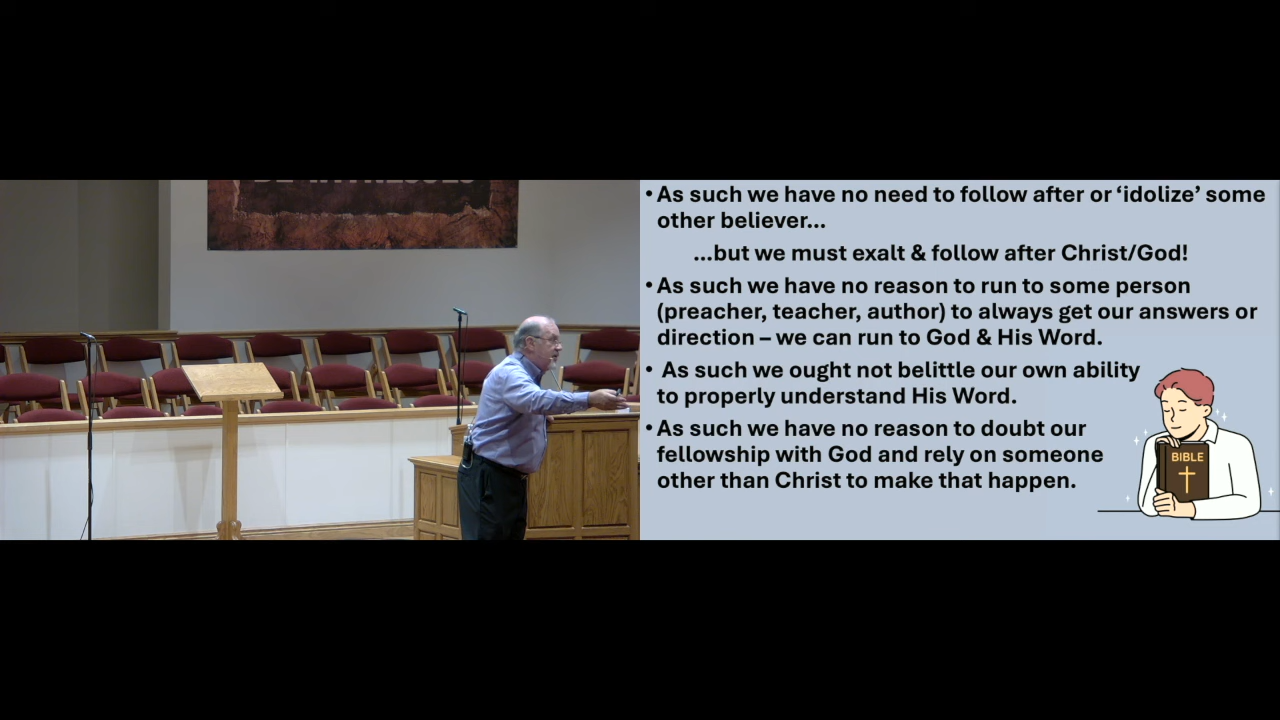 • As such we have no need to follow after or ‘idolize’ some
other believer...
...but we must exalt & follow after Christ/God!
• As such we have no reason to run to some person
(preacher, teacher, author) to always get our answers or
direction – we can run to God & His Word.
• As such we ought not belittle our own ability
to properly understand His Word.
• As such we have no reason to doubt our
fellowship with God and rely on someone
other than Christ to make that happen.
BIBLE